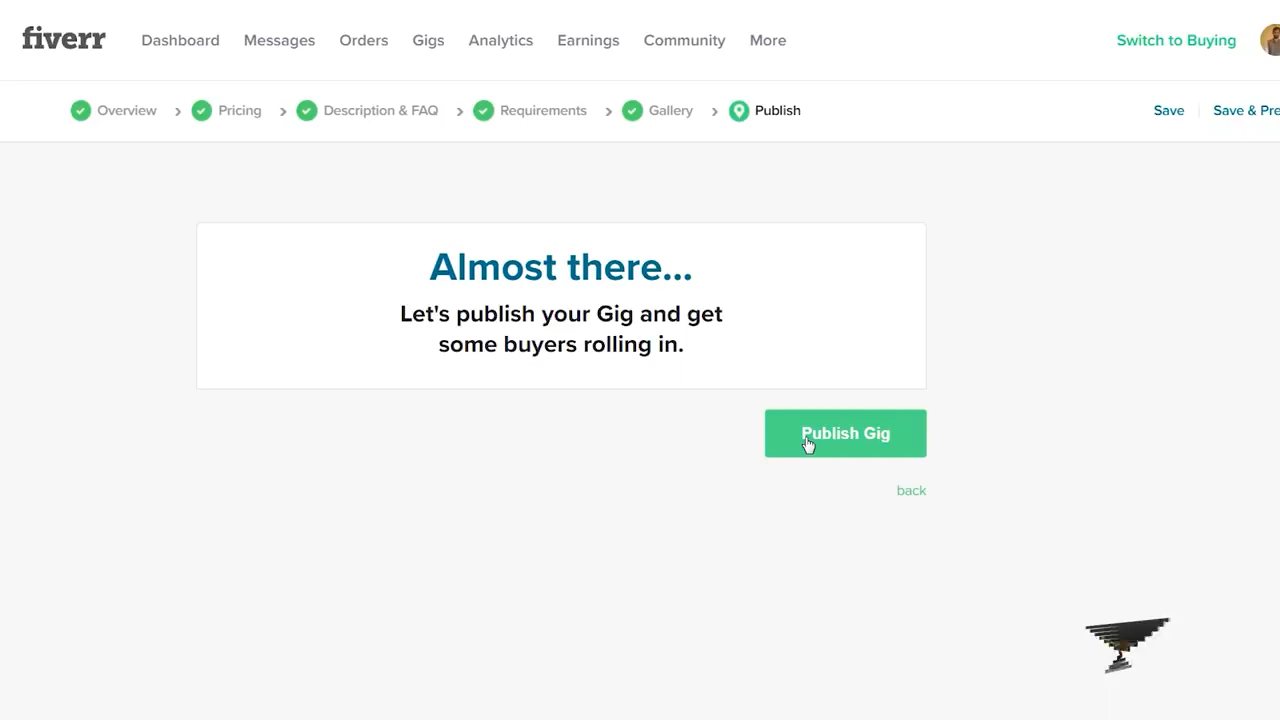 fiverr Dashboard Messages Orders Gigs Analytics Earnings Community More Switch to Buying
Overview Pricing Description & FAQ Requirements Gallery Publish Save Save & Pre
Almost there...
Let's publish your Gig and get
some buyers rolling in.
Publish Gig
back